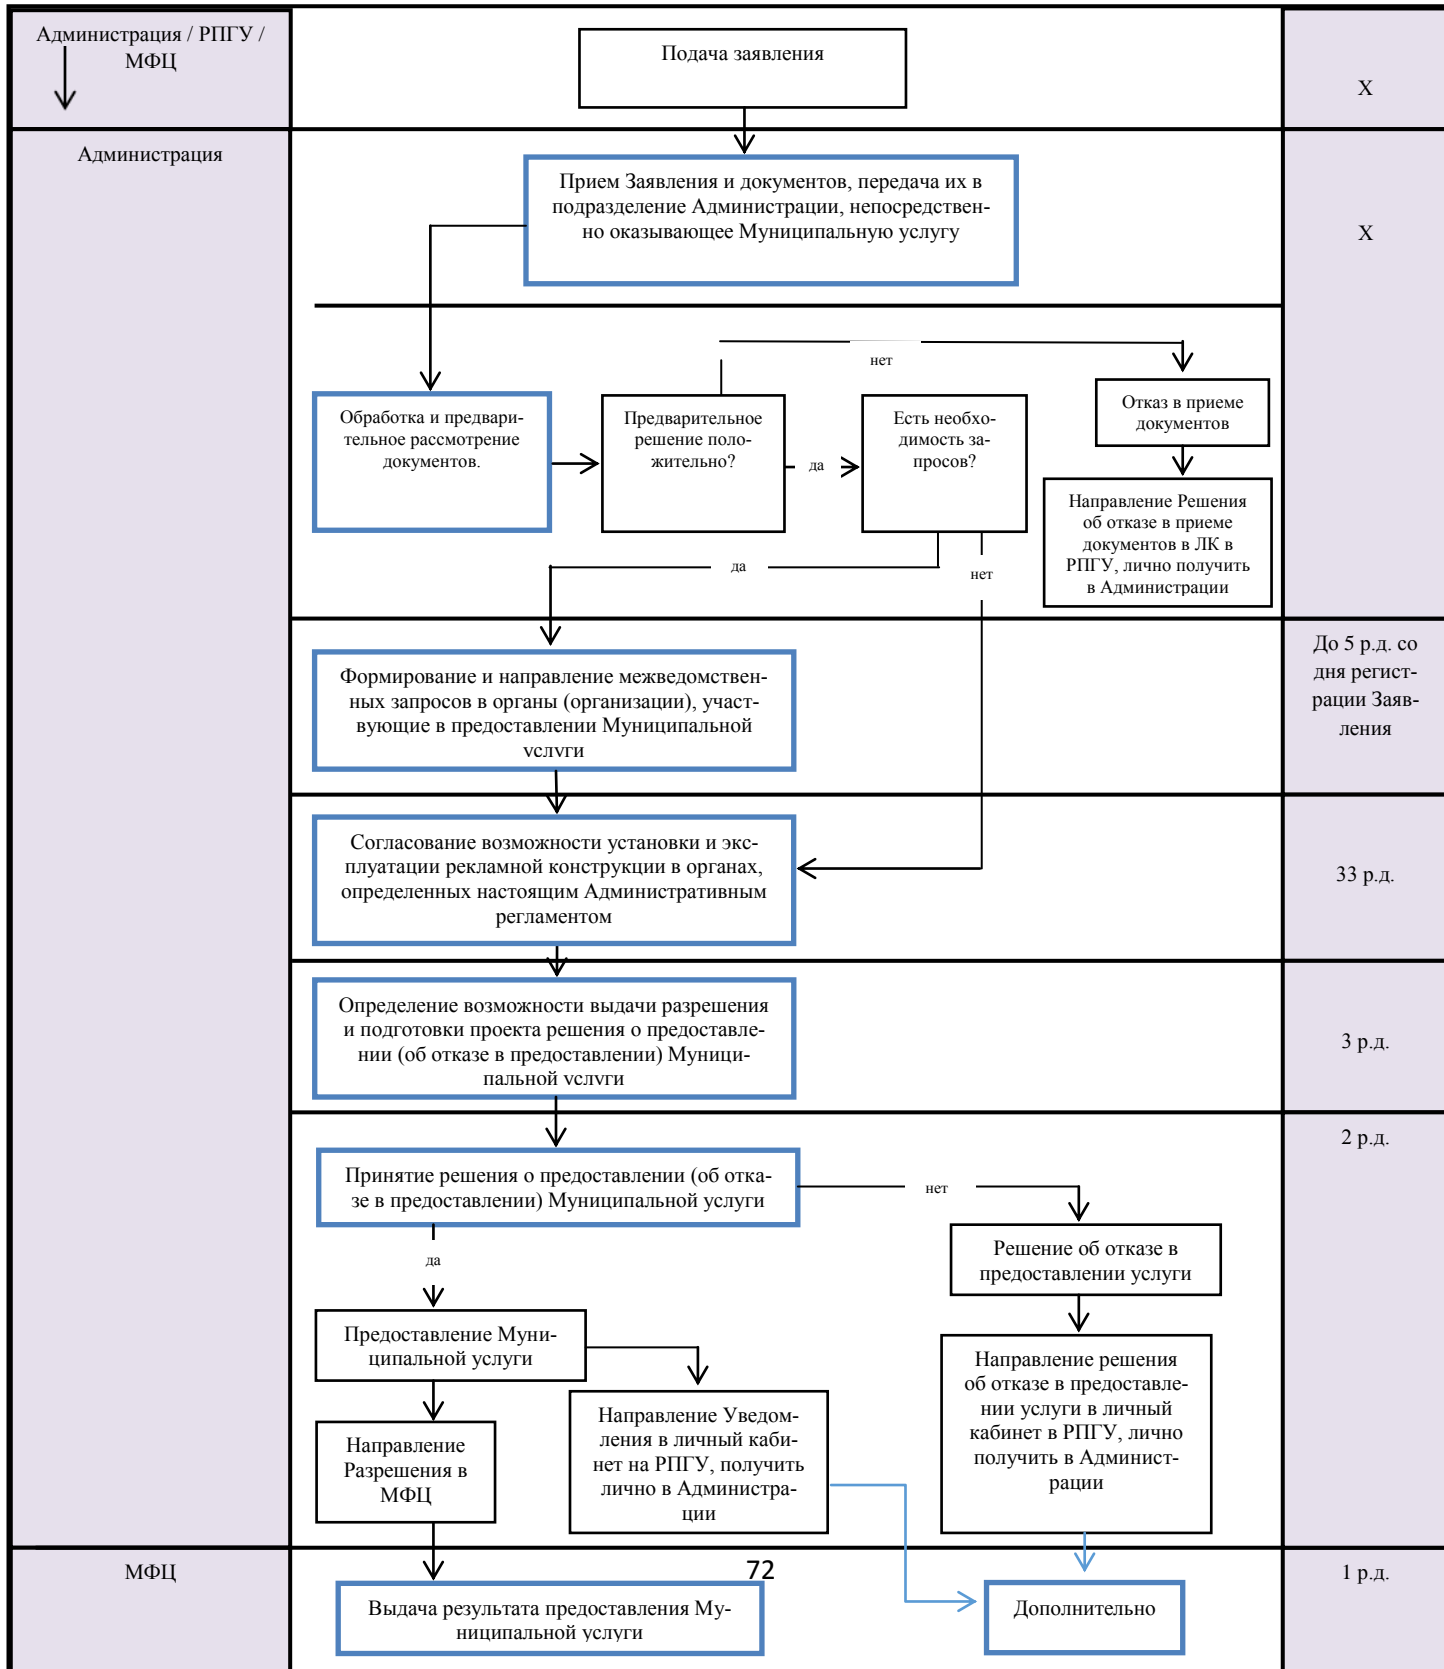 Администрация / РПГУ /
МФЦ
Подача заявления
X
Администрация
Прием Заявления и документов, передача их в
подразделение Администрации, непосредствен-
но оказывающее Муниципальную услугу
X
нет
Обработка и предвари-
тельное рассмотрение
документов.
Предварительное
решение поло-
жительно?
да
Есть необхо-
димость за-
просов?
Отказ в приеме
документов
Направление Решения
об отказе в приеме
документов в ЛК в
РПГУ, лично получить
в Администрации
да
нет
Формирование и направление межведомствен-
ных запросов в органы (организации), участ-
вующие в предоставлении Муниципальной
услуги
До 5 р.д. со
дня регист-
рации Заяв-
ления
Согласование возможности установки и экс-
плуатации рекламной конструкции в органах,
определенных настоящим Административным
регламентом
33 р.д.
Определение возможности выдачи разрешения
и подготовки проекта решения о предоставле-
нии (об отказе в предоставлении) Муници-
пальной услуги
3 р.д.
Принятие решения о предоставлении (об отка-
зе в предоставлении) Муниципальной услуги
нет
2 р.д.
да
Решение об отказе в
предоставлении услуги
Предоставление Муни-
ципальной услуги
Направление
Разрешения в
МФЦ
Направление Уведом-
ления в личный каби-
нет на РПГУ, получить
лично в Администра-
ции
Направление решения
об отказе в предоставле-
нии услуги в личный
кабинет в РПГУ, лично
получить в Админист-
рации
МФЦ
72
1 р.д.
Выдача результата предоставления Му-
ниципальной услуги
Дополнительно